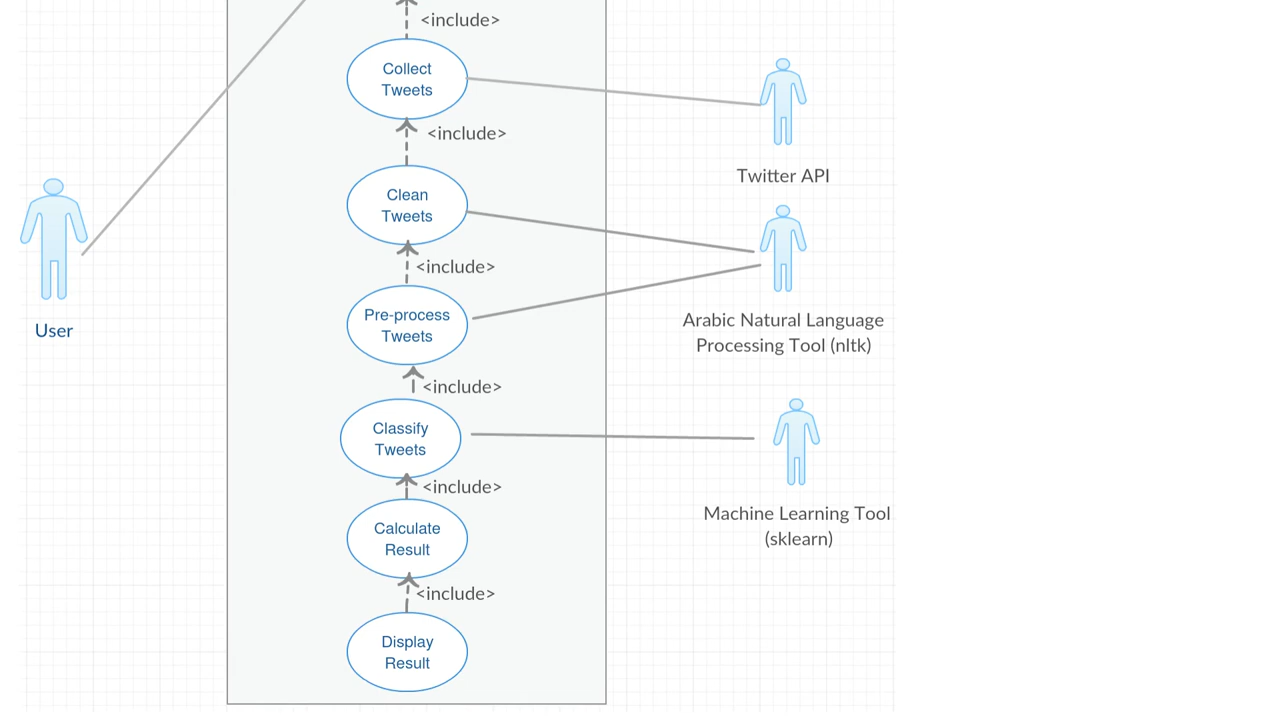 <include>
Collect
Tweets
<include>
Twitter API
Clean
Tweets
<include>
User
Pre-process
Tweets
Arabic Natural Language
Processing Tool (nltk)
<include>
Classify
Tweets
<include>
Machine Learning Tool
(sklearn)
Calculate
Result
<include>
Display
Result